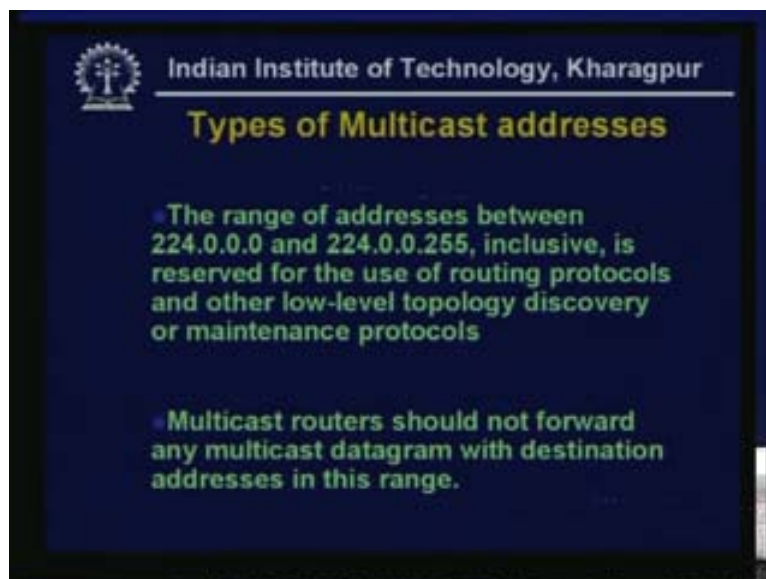 Indian Institute of Technology, Kharagpur
Types of Multicast addresses
The range of addresses between
224.0.0.0 and 224.0.0.255, inclusive, is
reserved for the use of routing protocols
and other low-level topology discovery
or maintenance protocols
Multicast routers should not forward
any multicast datagram with destination
addresses in this range.